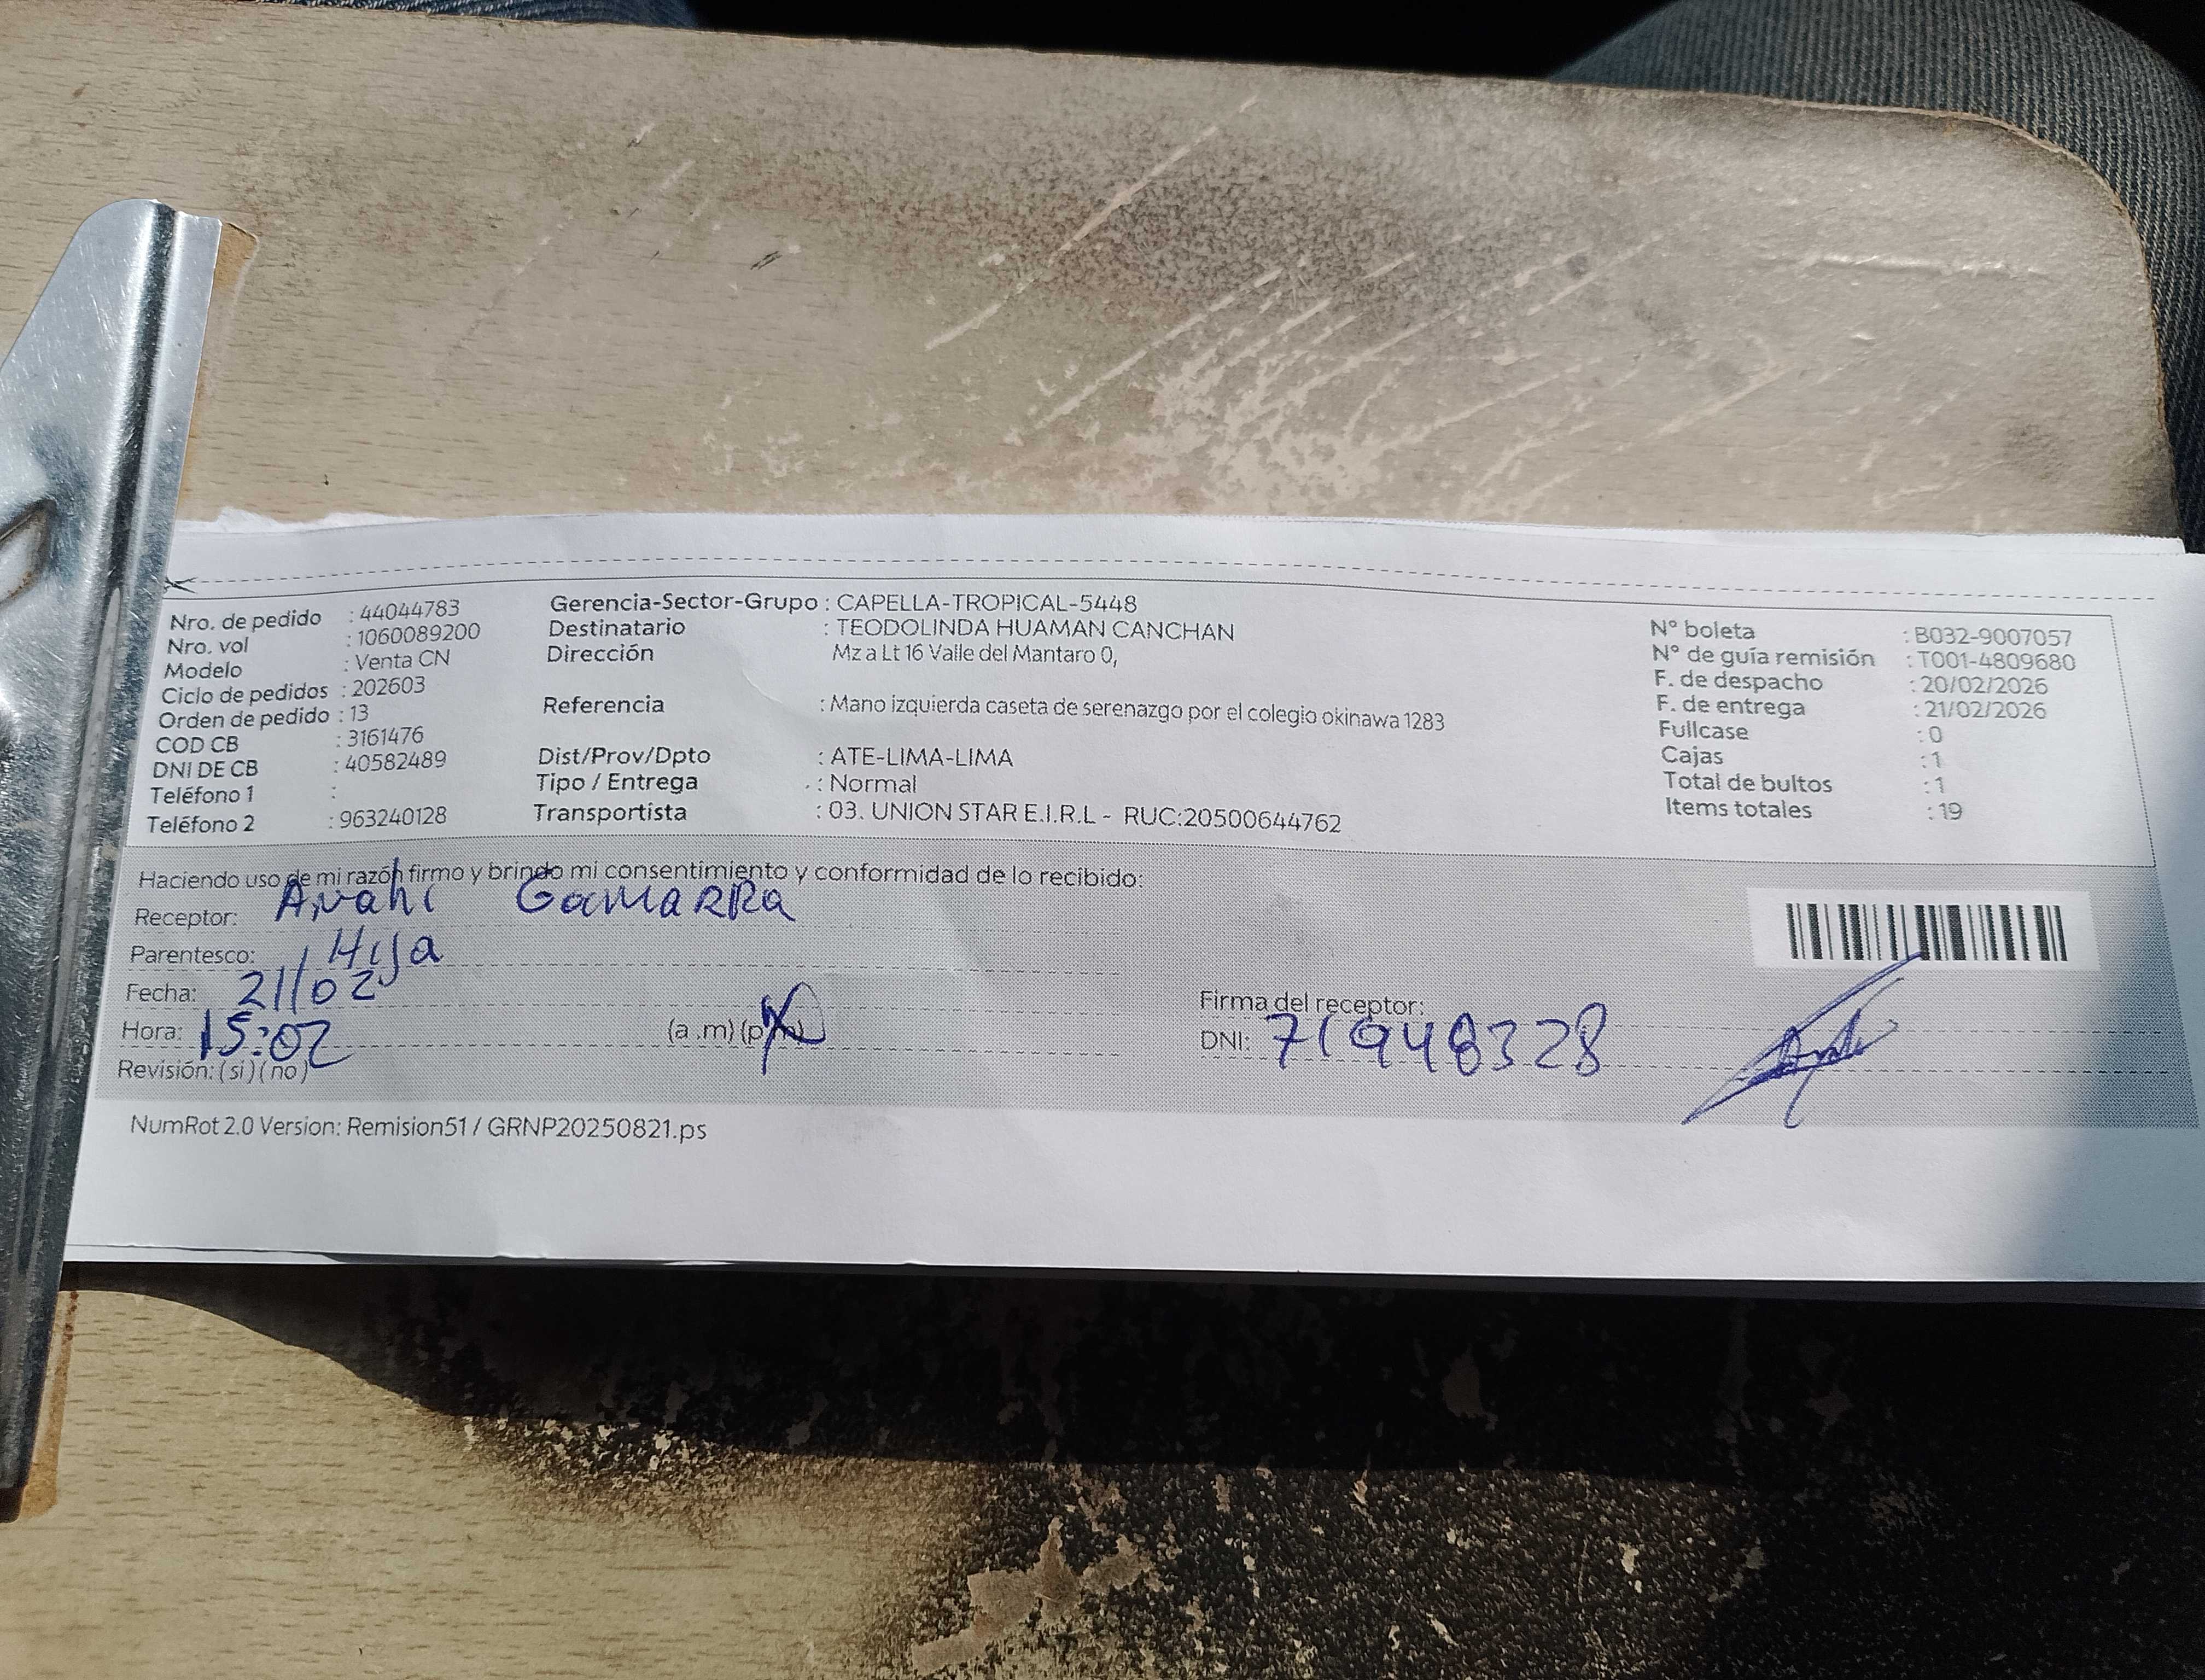 Nro. de pedido : 44044783
Nro. vol : 1060089200
Modelo : Venta CN
Ciclo de pedidos : 202603
Orden de pedido : 13
COD CB : 3161476
DNI DE CB : 40582489
Teléfono 1 :
Teléfono 2 : 963240128
Gerencia-Sector-Grupo : CAPELLA-TROPICAL-5448
Destinatario : TEODOLINDA HUAMAN CANCHAN
Dirección Mz a Lt 16 Valle del Mantaro 0,
Referencia : Mano izquierda caseta de serenazgo por el colegio okinawa 1283
Dist/Prov/Dpto : ATE-LIMA-LIMA
Tipo / Entrega : Normal
Transportista : 03. UNION STAR E.I.R.L - RUC:20500644762
N° boleta : B032-9007057
N° de guía remisión : T001-4809680
F. de despacho : 20/02/2026
F. de entrega : 21/02/2026
Fullcase : 0
Cajas : 1
Total de bultos : 1
Items totales : 19
Haciendo uso de mi razón firmo y brindo mi consentimiento y conformidad de lo recibido:
Receptor: GamaRRa
Parentesco: Hija
Fecha: 21/02
Hora: 15:02 (a .m) (p.m)
Revisión: (si) (no)
Firma del receptor:
DNI: 71948328
NumRot 2.0 Version: Remision51 / GRNP20250821.ps